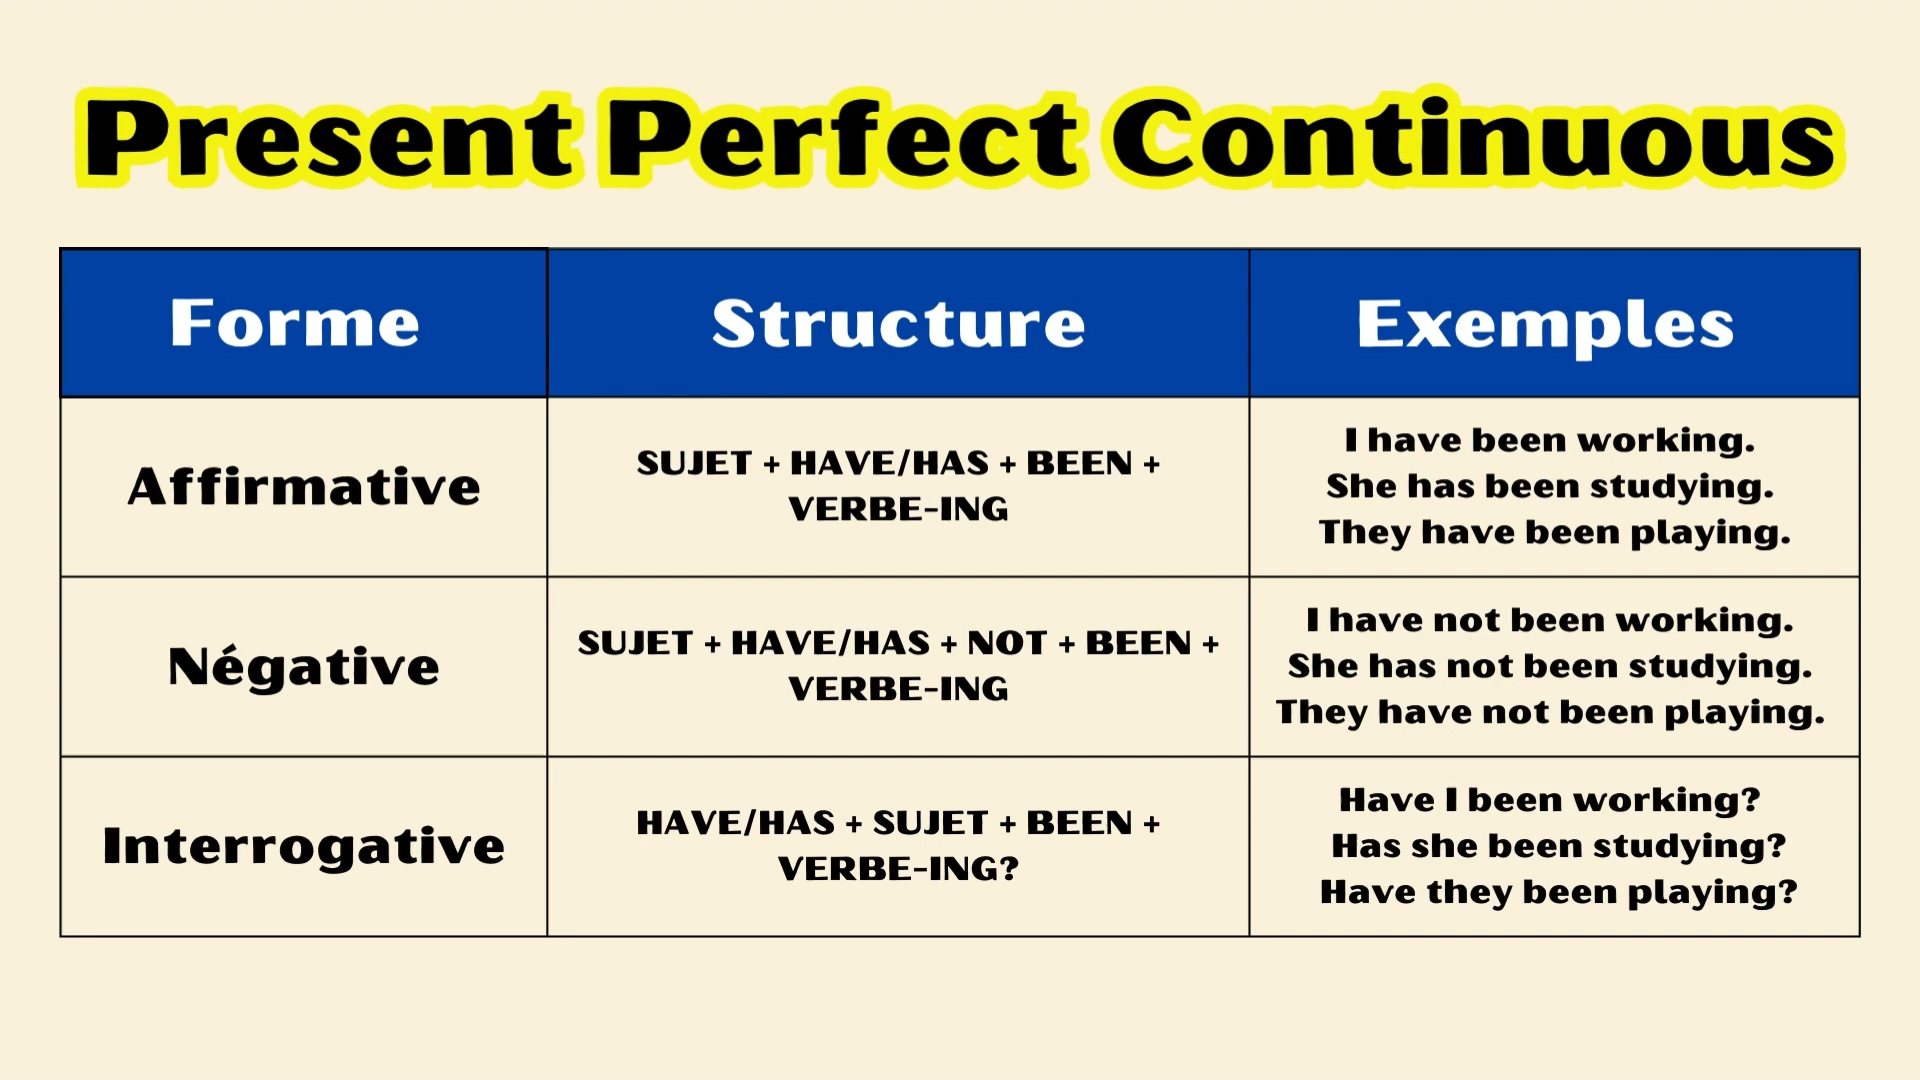 Present Perfect Continuous
Forme
Structure
Exemples
Affirmative
SUJET + HAVE/HAS + BEEN +
VERBE-ING
I have been working.
She has been studying.
They have been playing.
Négative
SUJET + HAVE/HAS + NOT + BEEN +
VERBE-ING
I have not been working.
She has not been studying.
They have not been playing.
Interrogative
HAVE/HAS + SUJET + BEEN +
VERBE-ING?
Have I been working?
Has she been studying?
Have they been playing?